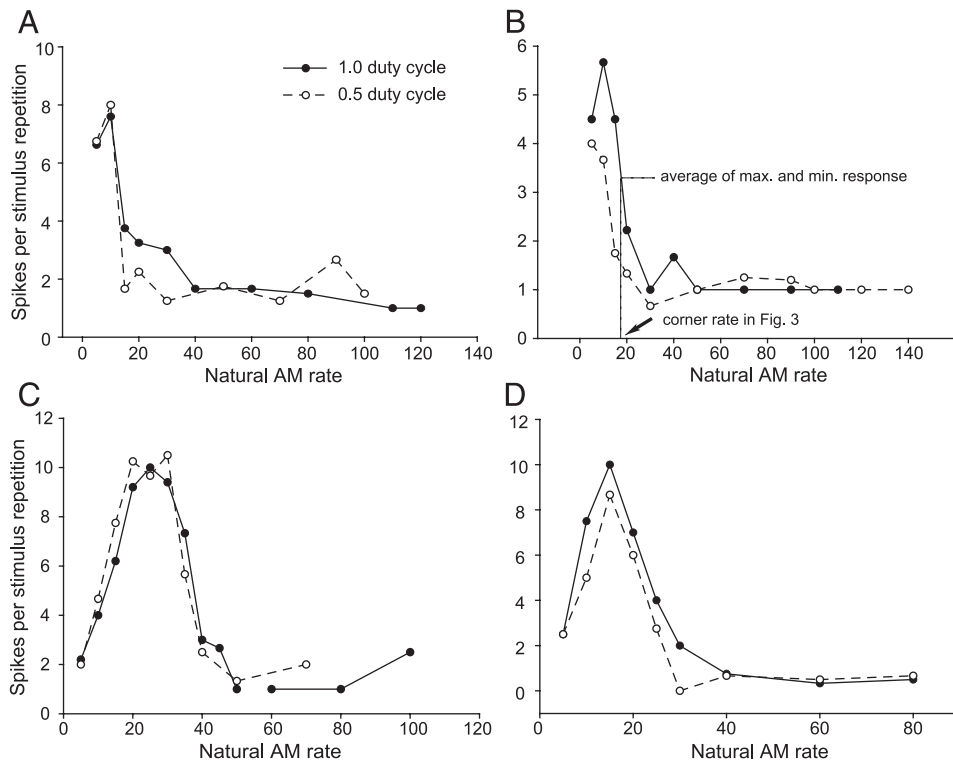 A
10
8
6
4
2
0
Spikes per stimulus repetition
1.0 duty cycle
0.5 duty cycle
0 20 40 60 80 100 120 140
Natural AM rate
B
6
5
4
3
2
1
0
average of max. and min. response
corner rate in Fig. 3
0 20 40 60 80 100 120 140
Natural AM rate
C
12
10
8
6
4
2
0
Spikes per stimulus repetition
0 20 40 60 80 100 120
Natural AM rate
D
12
10
8
6
4
2
0
0 20 40 60 80
Natural AM rate